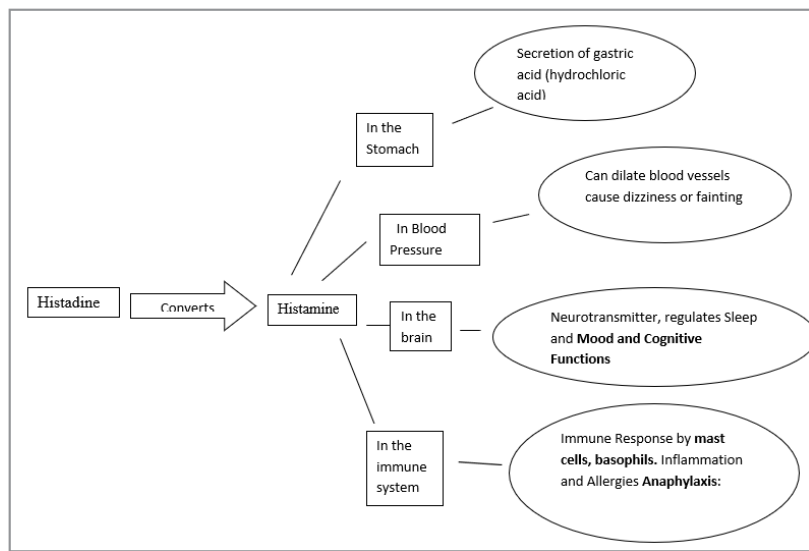 Secretion of gastric
acid (hydrochloric
acid)
In the
Stomach
Can dilate blood vessels
cause dizziness or fainting
In Blood
Pressure
Histadine
Converts
Histamine
In the
brain
Neurotransmitter, regulates Sleep
and Mood and Cognitive
Functions
In the
immune
system
Immune Response by mast
cells, basophils. Inflammation
and Allergies Anaphylaxis: